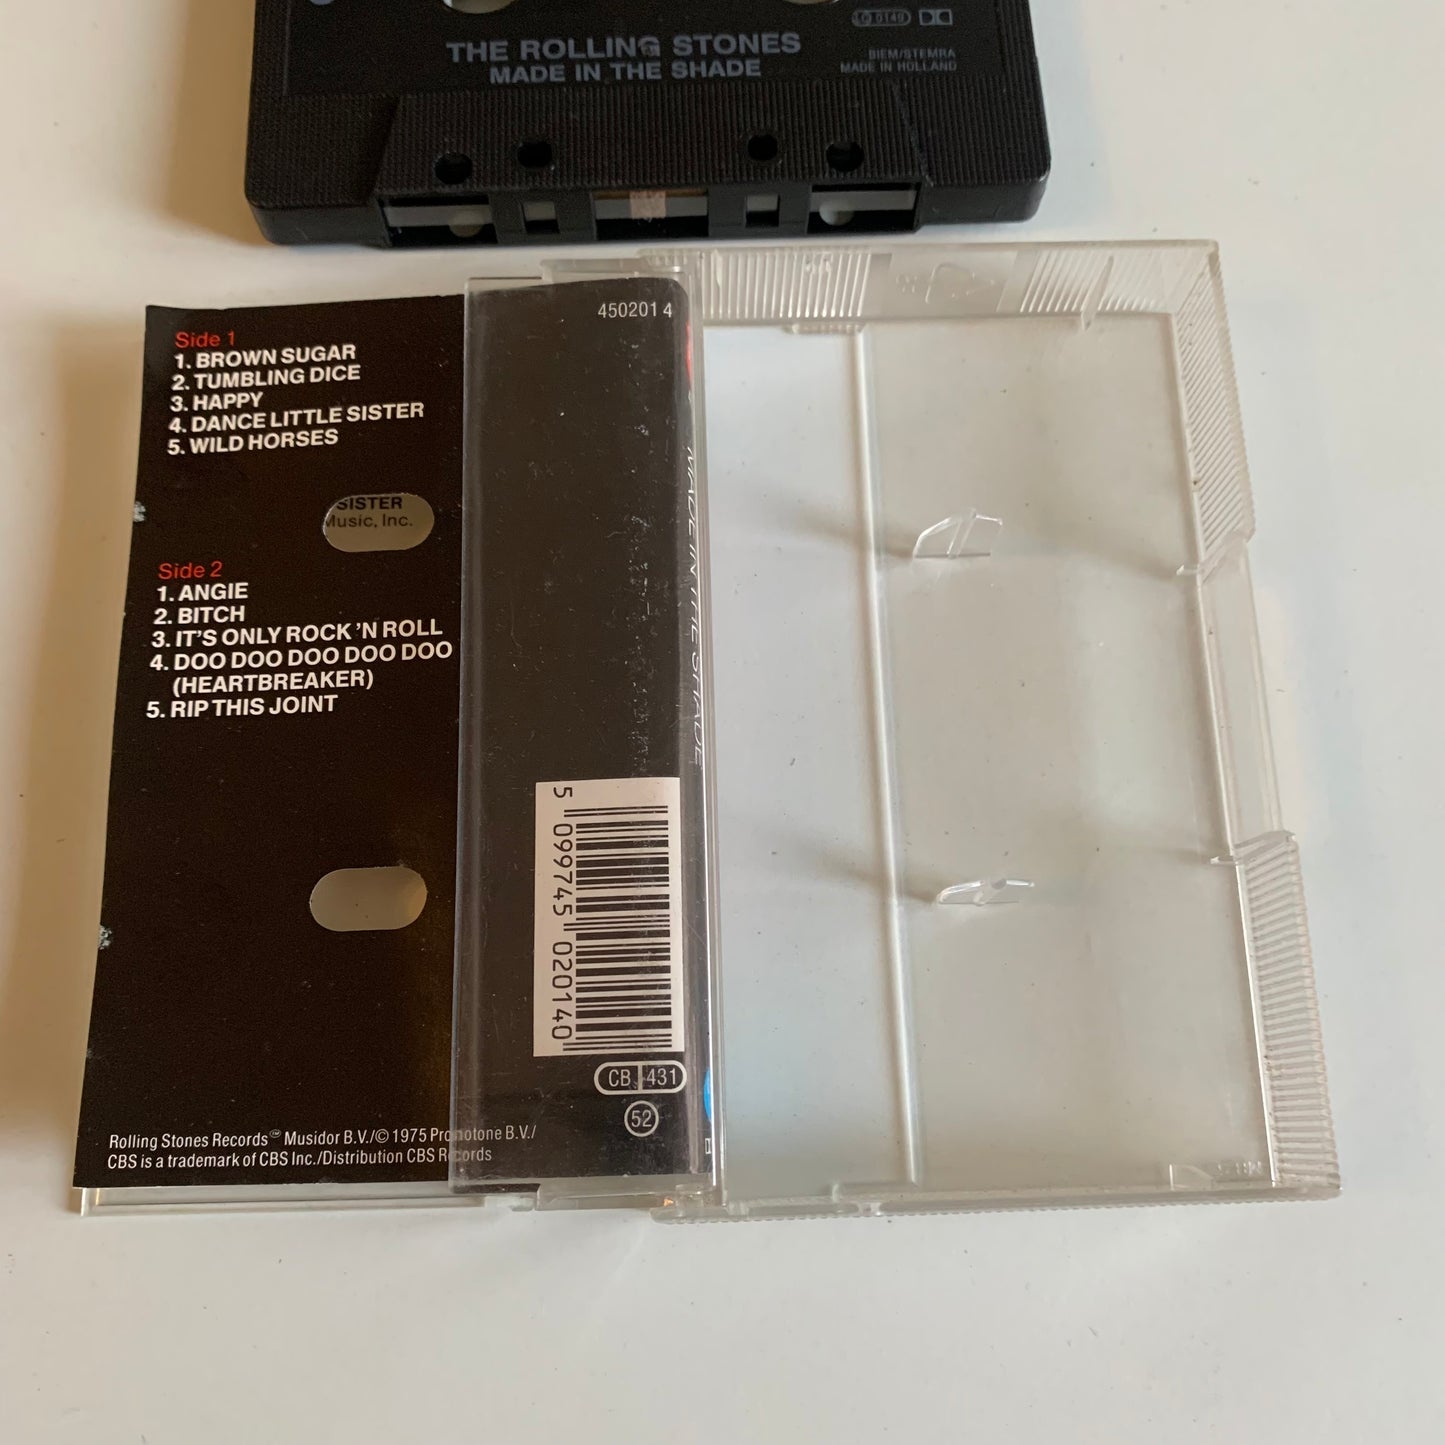 LC 0149
THE ROLLING STONES
MADE IN THE SHADE
BIEM/STEMRA
MADE IN HOLLAND
450201 4
Side 1
1. BROWN SUGAR
2. TUMBLING DICE
3. HAPPY
4. DANCE LITTLE SISTER
5. WILD HORSES
SISTER
Music, Inc.
Side 2
1. ANGIE
2. BITCH
3. IT'S ONLY ROCK 'N ROLL
4. DOO DOO DOO DOO DOO
(HEARTBREAKER)
5. RIP THIS JOINT
MADE IN THE SHADE
5 099745 020140
CB 431
52
Rolling Stones Records™ Musidor B.V./© 1975 Promotone B.V./
CBS is a trademark of CBS Inc./Distribution CBS Records